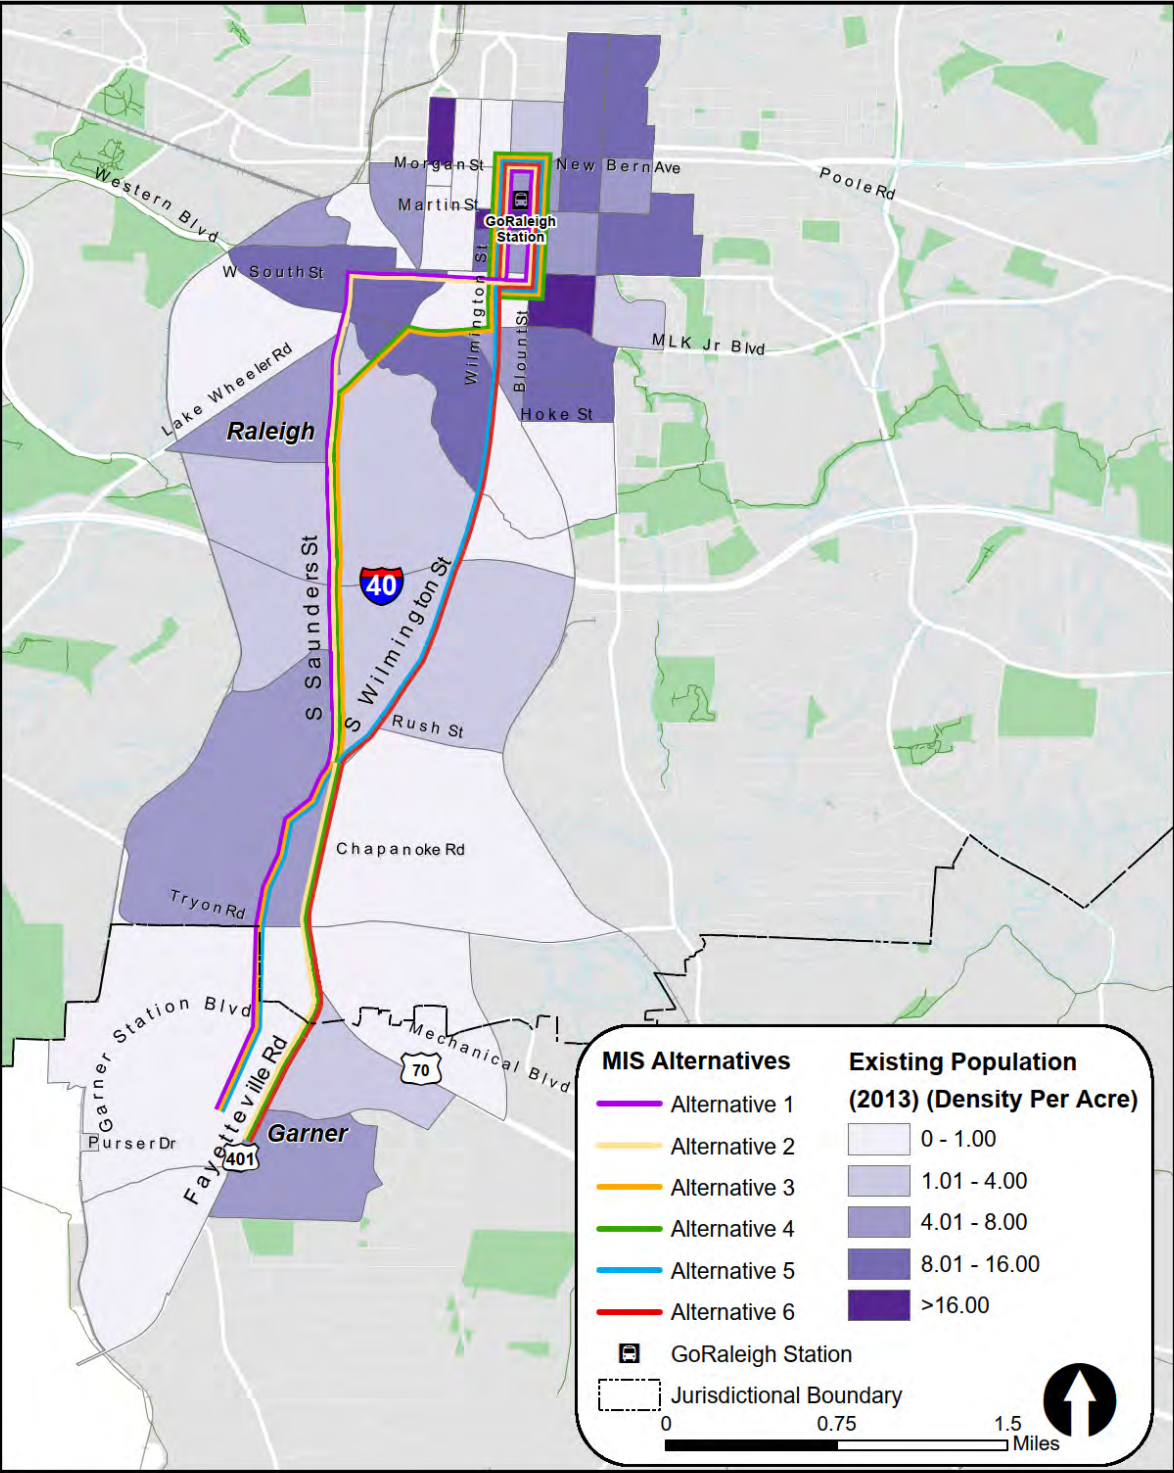 Morgan St
New Bern Ave
Poole Rd
Western Blvd
Martin St
GoRaleigh
Station
W South St
Wilmington St
Blount St
MLK Jr Blvd
Lake Wheeler Rd
Hoke St
Raleigh
40
S Saunders St
S Wilmington St
Rush St
Chapanoke Rd
Tryon Rd
Garner Station Blvd
Mechanical Blvd
70
Fayetteville Rd
Garner
Purser Dr
401
MIS Alternatives
Alternative 1
Alternative 2
Alternative 3
Alternative 4
Alternative 5
Alternative 6
GoRaleigh Station
Jurisdictional Boundary
Existing Population
(2013) (Density Per Acre)
0 - 1.00
1.01 - 4.00
4.01 - 8.00
8.01 - 16.00
>16.00
0 0.75 1.5
Miles